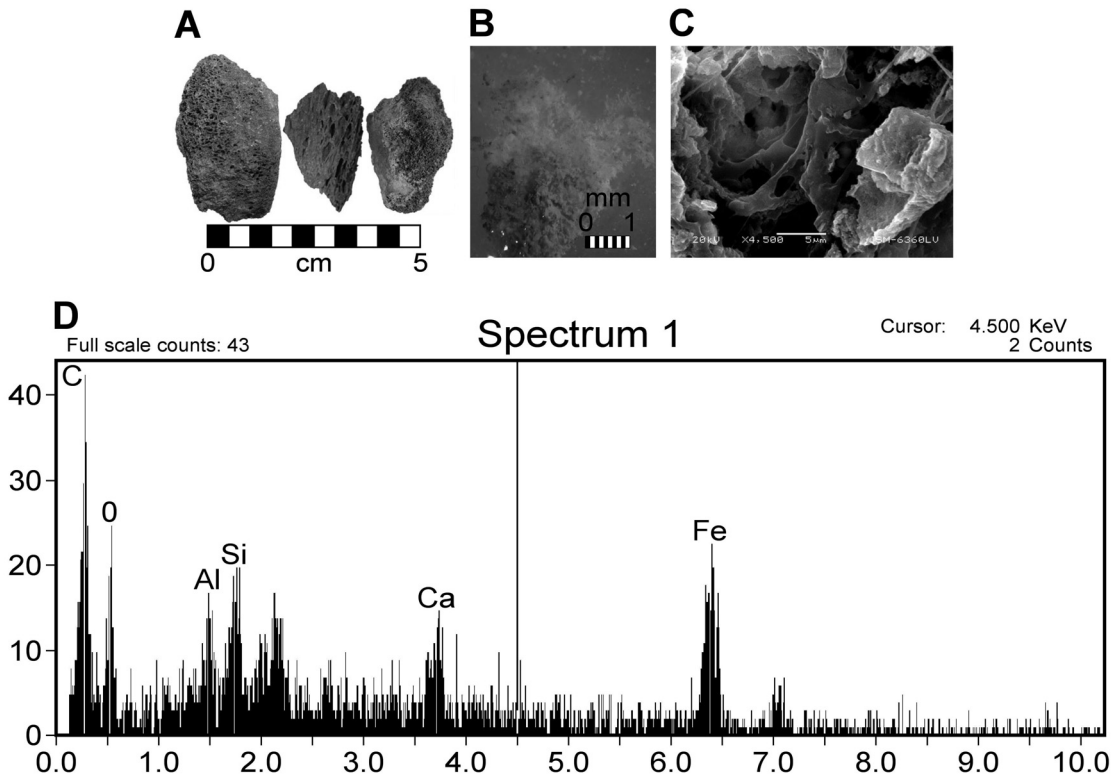 A
B
C
0 cm 5
mm
0 1
20kV X4,500 5µm JSM-6360LV
D
Spectrum 1
Full scale counts: 43
Cursor: 4.500 KeV
2 Counts
C
0
Al
Si
Ca
Fe
40
30
20
10
0
0.0 1.0 2.0 3.0 4.0 5.0 6.0 7.0 8.0 9.0 10.0